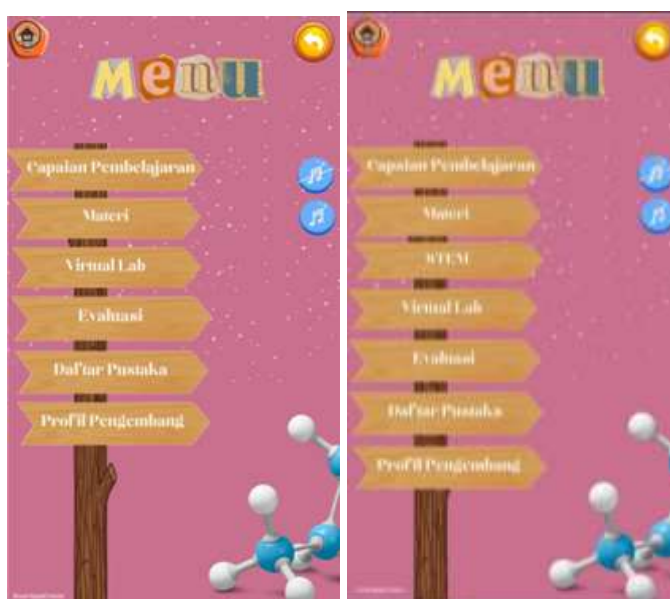 Menu
Capaian Pembelajaran
Materi
Virtual Lab
Evaluasi
Daftar Pustaka
Profil Pengembang
Menu
Capaian Pembelajaran
Materi
STEM
Virtual Lab
Evaluasi
Daftar Pustaka
Profil Pengembang